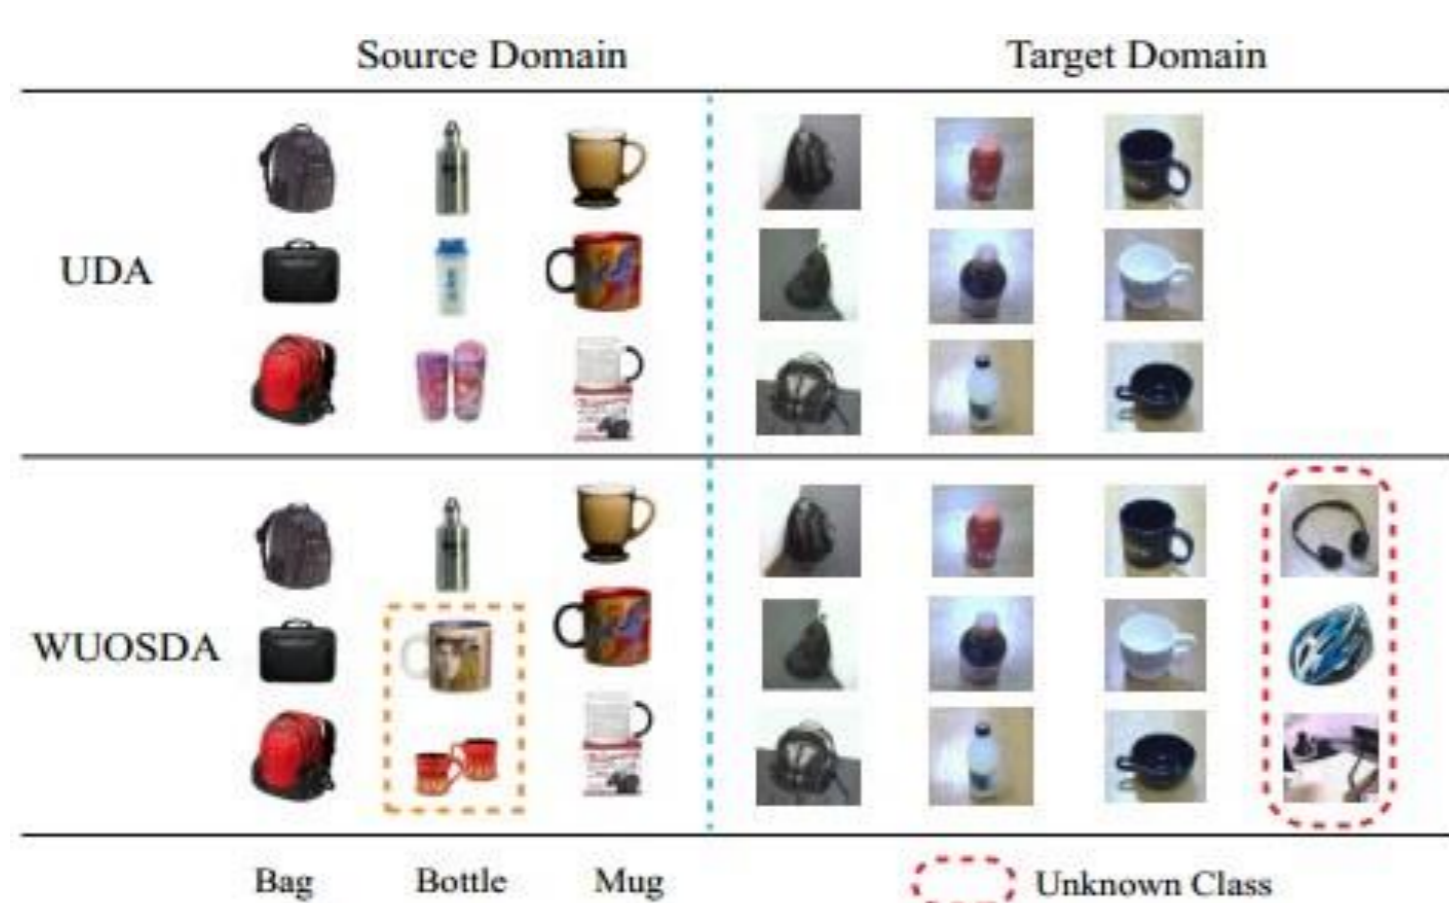 Source Domain
Target Domain
UDA
WUOSDA
Bag
Bottle
Mug
Unknown Class